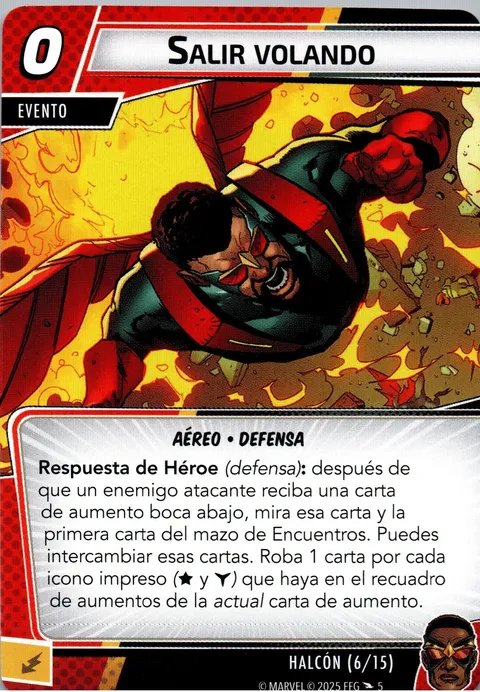 0
SALIR VOLANDO
EVENTO
AÉREO • DEFENSA
Respuesta de Héroe (defensa): después de
que un enemigo atacante reciba una carta
de aumento boca abajo, mira esa carta y la
primera carta del mazo de Encuentros. Puedes
intercambiar esas cartas. Roba 1 carta por cada
icono impreso (★ y ) que haya en el recuadro
de aumentos de la actual carta de aumento.
HALCÓN (6/15)
© MARVEL © 2025 FFG 5